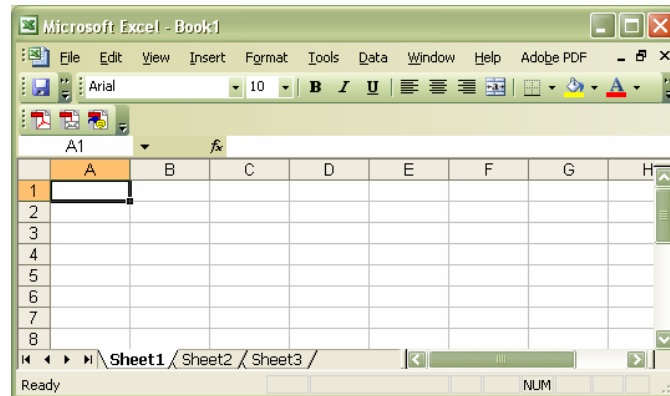 Microsoft Excel - Book1
File Edit View Insert Format Tools Data Window Help Adobe PDF
Arial 10 B I U A
A1 fx
A B C D E F G H
1
2
3
4
5
6
7
8
Sheet1 Sheet2 Sheet3
Ready NUM